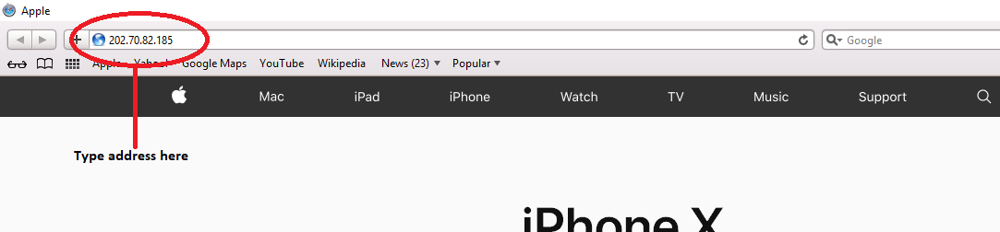 Apple
202.70.82.185
Google
Apple Yahoo! Google Maps YouTube Wikipedia News (23) Popular
Mac iPad iPhone Watch TV Music Support
Type address here
iPhone X